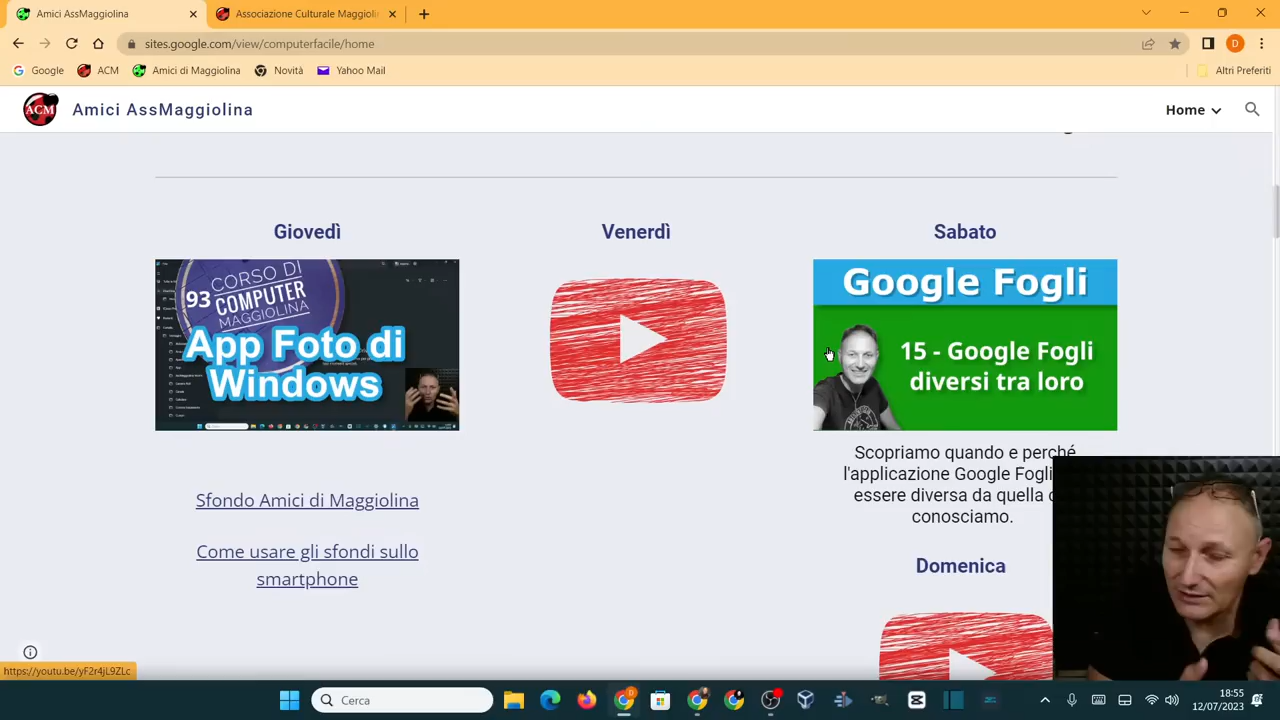 Amici AssMaggiolina
Associazione Culturale Maggioli
sites.google.com/view/computerfacile/home
Google
ACM
Amici di Maggiolina
Novità
Yahoo Mail
Altri Preferiti
ACM
Amici AssMaggiolina
Home
Giovedì
Venerdì
Sabato
93
CORSO DI
COMPUTER
MAGGIOLINA
App Foto di
Windows
Google Fogli
15 - Google Fogli
diversi tra loro
Scopriamo quando e perché
l'applicazione Google Fogli
essere diversa da quella
conosciamo.
Sfondo Amici di Maggiolina
Come usare gli sfondi sullo
smartphone
Domenica
https://youtu.be/yF2r4jL9ZLc
Cerca
18:55
12/07/2023